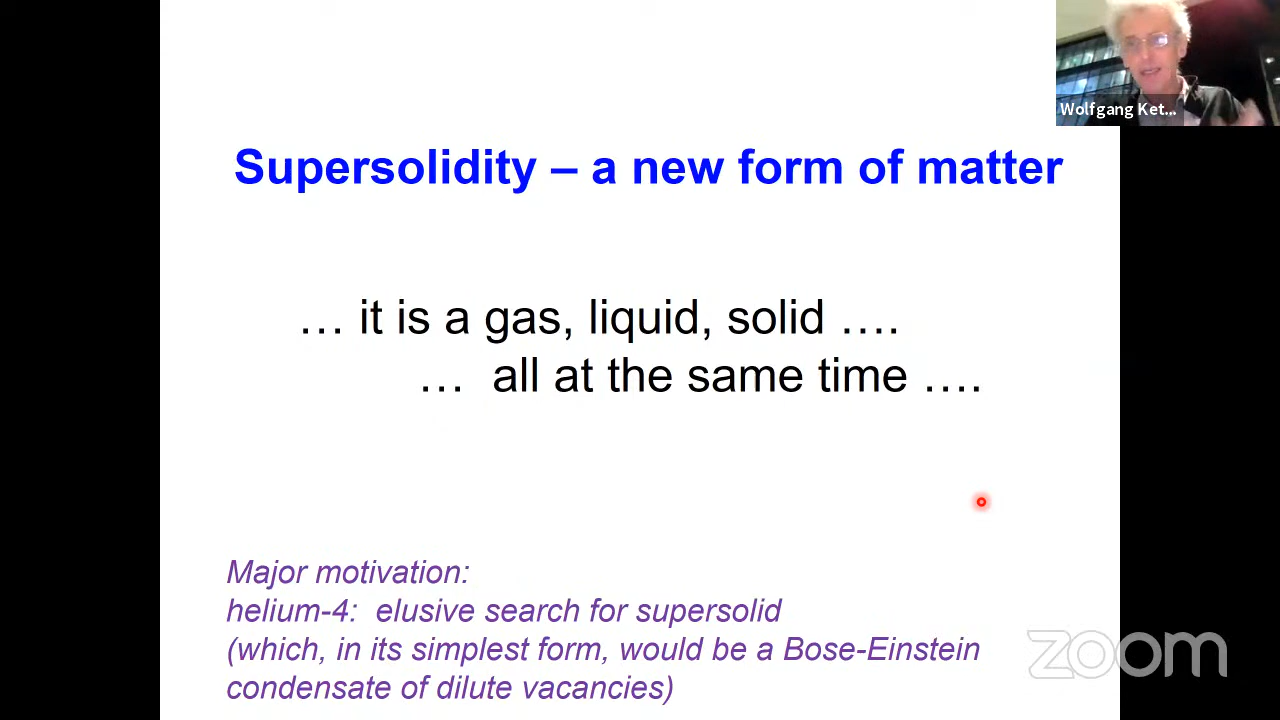 Wolfgang Ket...
Supersolidity – a new form of matter
… it is a gas, liquid, solid ….
… all at the same time ….
Major motivation:
helium-4: elusive search for supersolid
(which, in its simplest form, would be a Bose-Einstein
condensate of dilute vacancies)
zoom